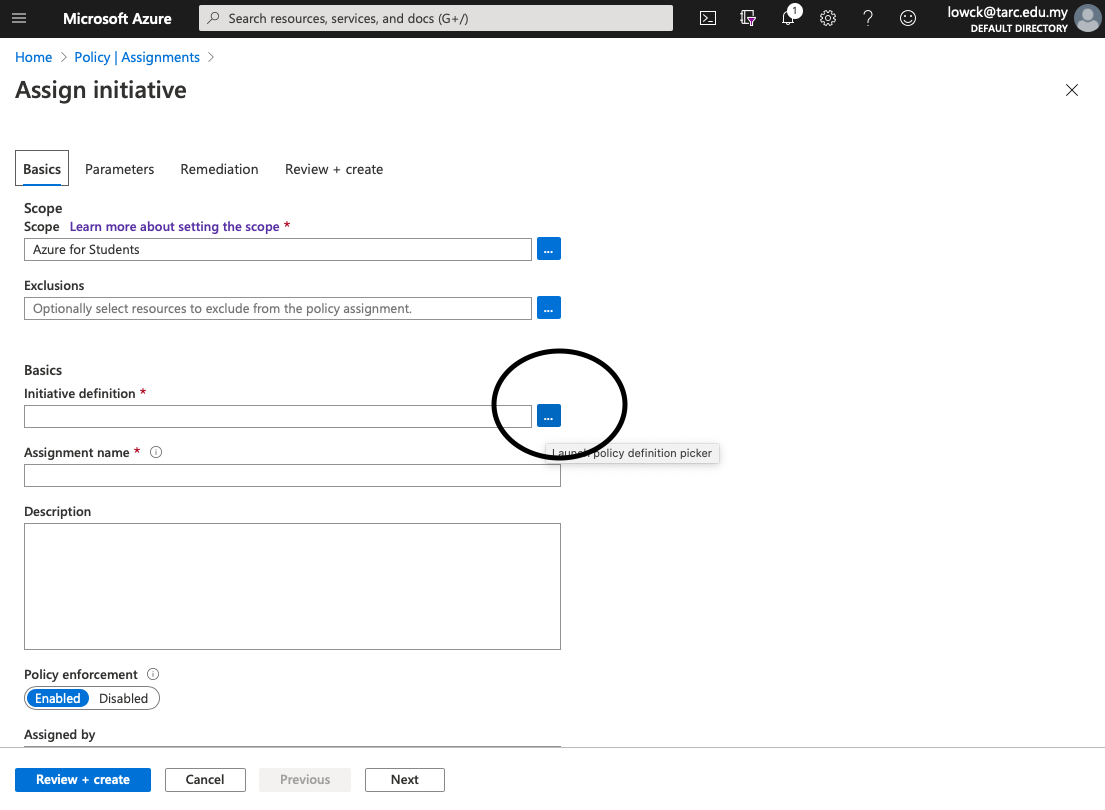 Microsoft Azure
Search resources, services, and docs (G+/)
1
lowck@tarc.edu.my
DEFAULT DIRECTORY
Home > Policy | Assignments >
Assign initiative
Basics Parameters Remediation Review + create
Scope
Scope Learn more about setting the scope *
Azure for Students
...
Exclusions
Optionally select resources to exclude from the policy assignment.
...
Basics
Initiative definition *
...
Launch policy definition picker
Assignment name *
Description
Policy enforcement
Enabled Disabled
Assigned by
Review + create Cancel Previous Next